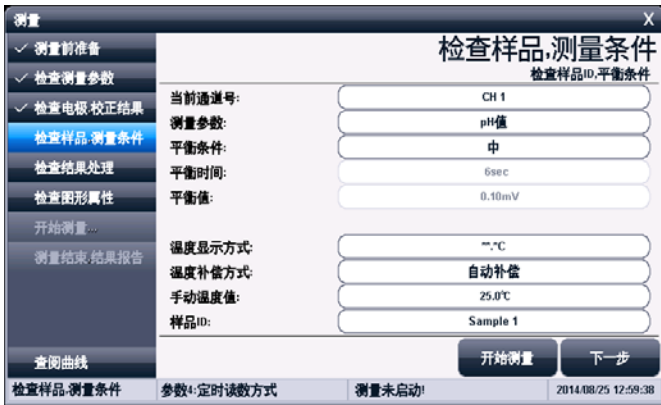 测量 X
✓ 测量前准备
✓ 检查测量参数
✓ 检查电极.校正结果
检查样品.测量条件
检查结果处理
检查图形属性
开始测量...
测量结束.结果报告
查阅曲线
检查样品,测量条件
检查样品ID,平衡条件
当前通道号: CH 1
测量参数: pH值
平衡条件: 中
平衡时间: 6sec
平衡值: 0.10mV
温度显示方式: **.*℃
温度补偿方式: 自动补偿
手动温度值: 25.0℃
样品ID: Sample 1
开始测量 下一步
检查样品.测量条件 参数4:定时读数方式 测量未启动! 2014/08/25 12:59:38